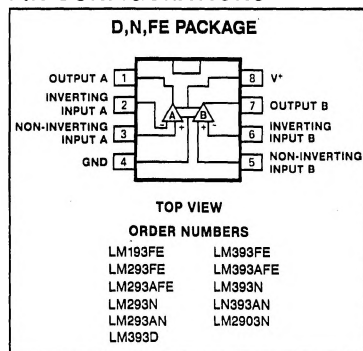 D,N,FE PACKAGE
OUTPUT A 1
8 V+
INVERTING INPUT A 2
7 OUTPUT B
NON-INVERTING INPUT A 3
6 INVERTING INPUT B
GND 4
5 NON-INVERTING INPUT B
A
B
-
+
+
-
TOP VIEW
ORDER NUMBERS
LM193FE LM393FE
LM293FE LM393AFE
LM293AFE LM393N
LM293N LN393AN
LM293AN LM2903N
LM393D